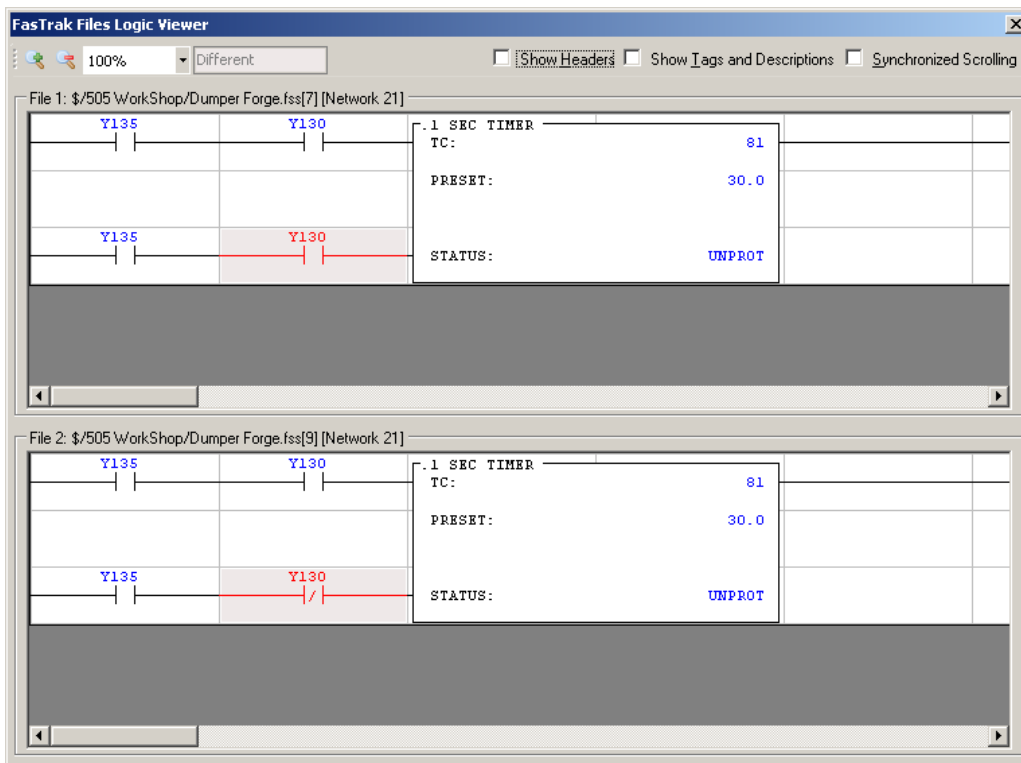 FasTrak Files Logic Viewer
100% Different Show Headers Show Tags and Descriptions Synchronized Scrolling
File 1: $/505 WorkShop/Dumper Forge.fss[7] [Network 21]
Y135 Y130 .1 SEC TIMER
TC: 81
PRESET: 30.0
Y135 Y130
STATUS: UNPROT
File 2: $/505 WorkShop/Dumper Forge.fss[9] [Network 21]
Y135 Y130 .1 SEC TIMER
TC: 81
PRESET: 30.0
Y135 Y130
STATUS: UNPROT